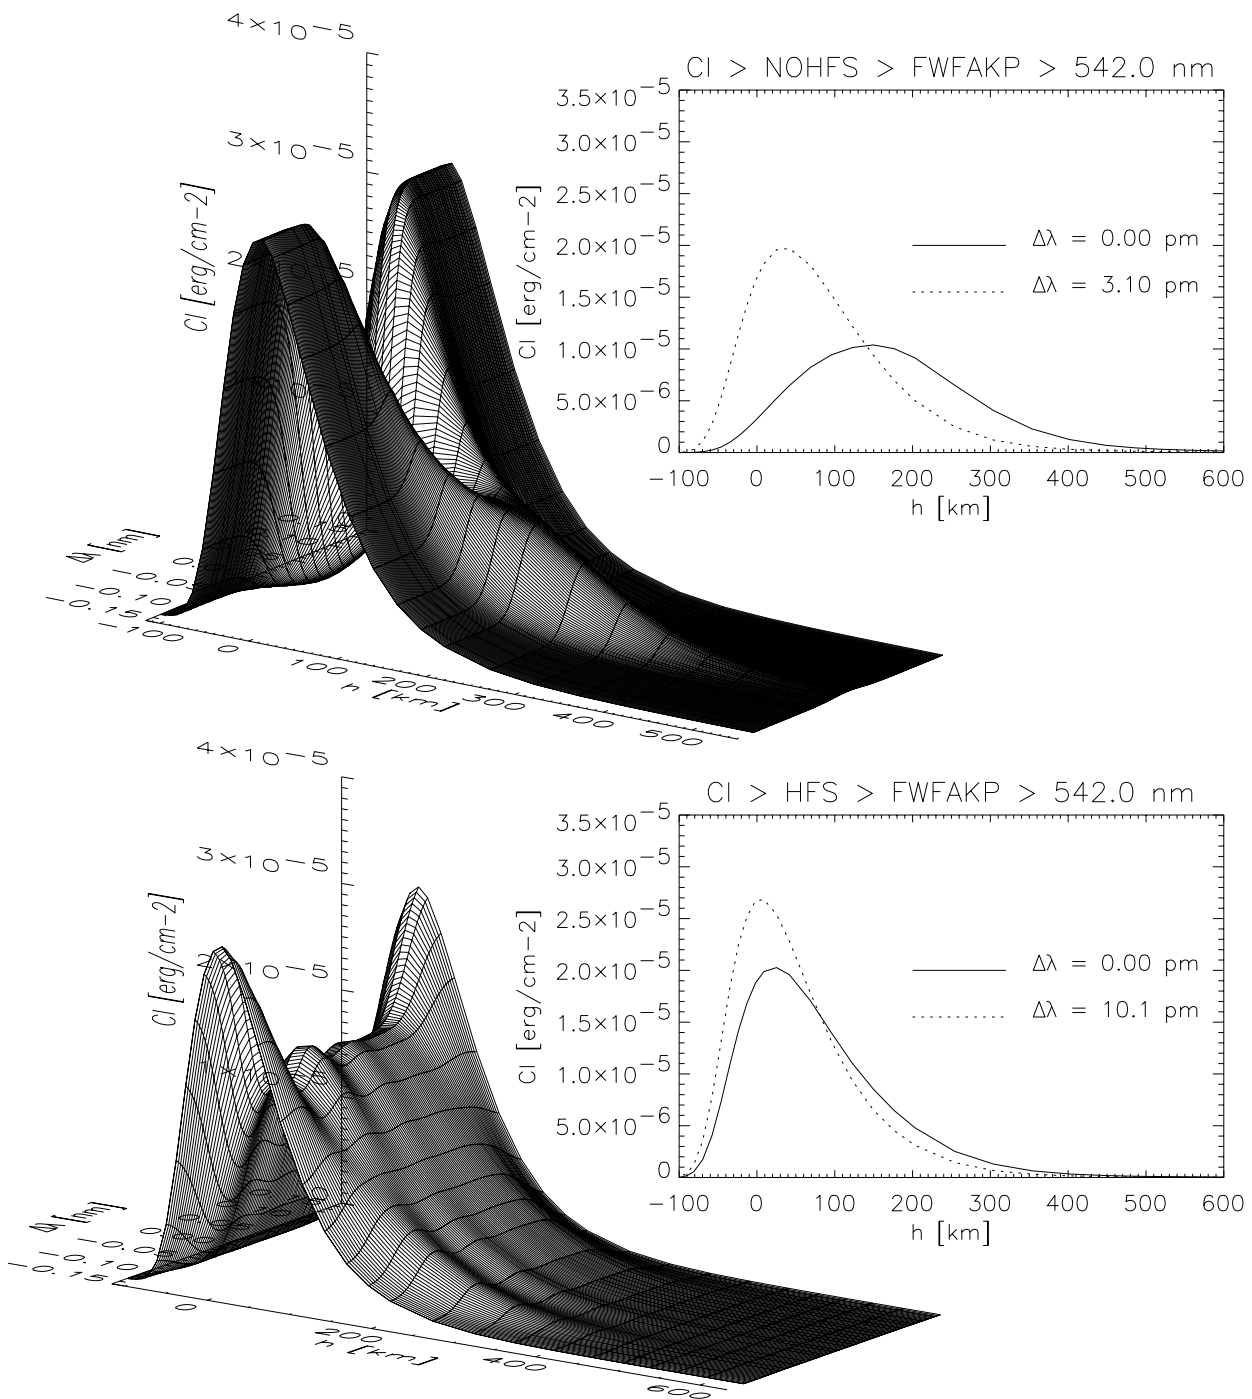 4×10−5
3×10−5
CI [erg/cm−2]
Δλ [nm]
−0.10
−0.15
−100
0
100
200
300
400
500
h [km]
CI > NOHFS > FWFAKP > 542.0 nm
3.5×10−5
3.0×10−5
2.5×10−5
2.0×10−5
1.5×10−5
1.0×10−5
5.0×10−6
0
CI [erg/cm−2]
Δλ = 0.00 pm
Δλ = 3.10 pm
−100 0 100 200 300 400 500 600
h [km]
4×10−5
3×10−5
CI [erg/cm−2]
Δλ [nm]
−0.05
−0.10
−0.15
0
200
400
600
h [km]
CI > HFS > FWFAKP > 542.0 nm
3.5×10−5
3.0×10−5
2.5×10−5
2.0×10−5
1.5×10−5
1.0×10−5
5.0×10−6
0
CI [erg/cm−2]
Δλ = 0.00 pm
Δλ = 10.1 pm
−100 0 100 200 300 400 500 600
h [km]